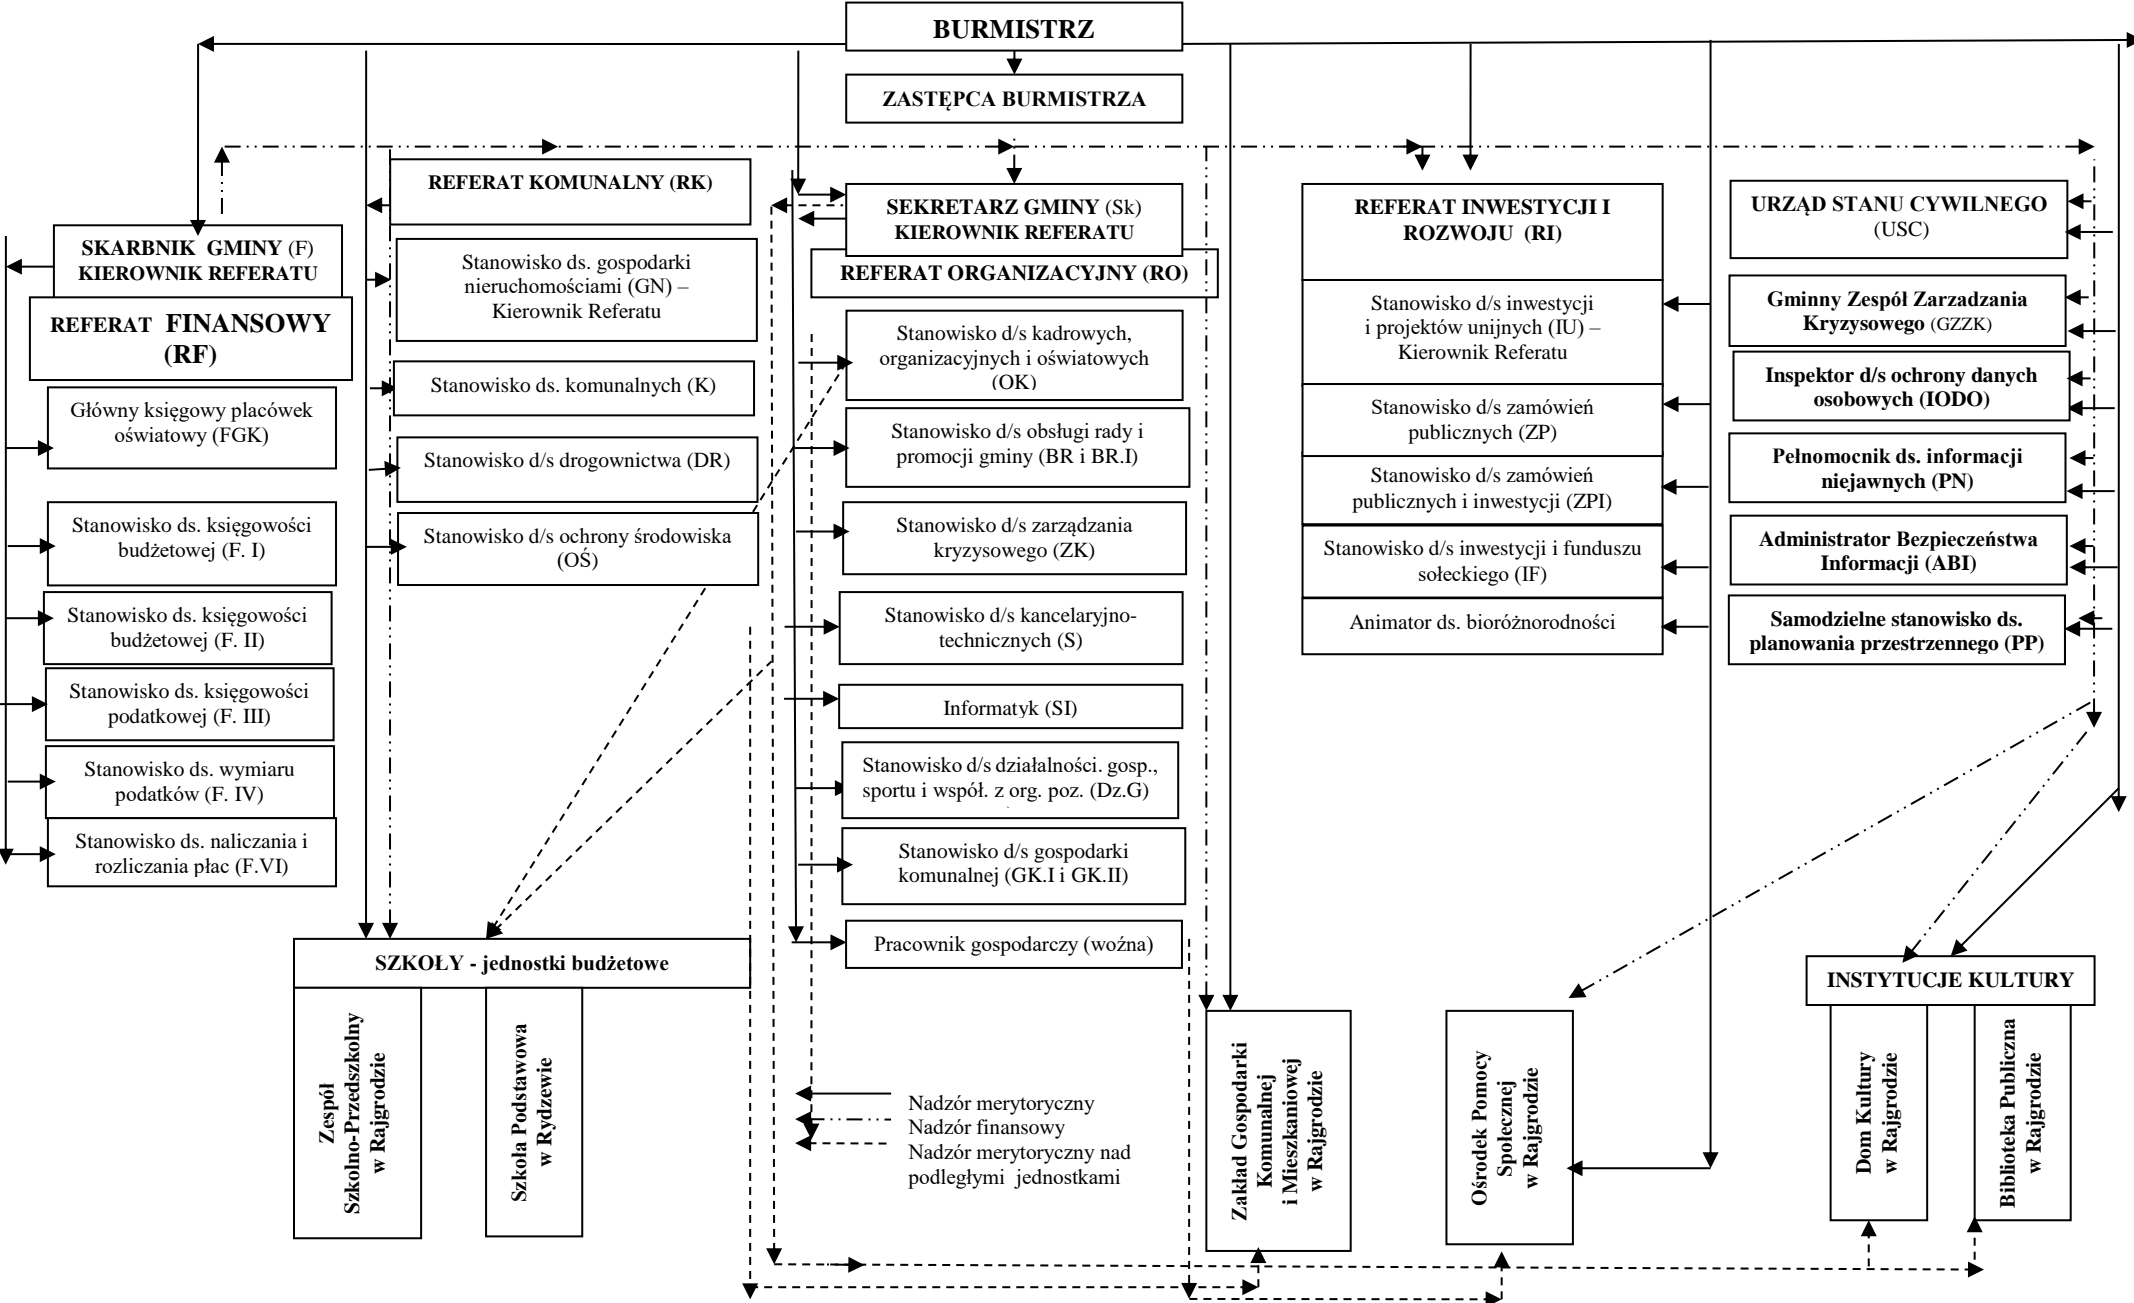 BURMISTRZ
ZASTĘPCA BURMISTRZA
SKARBNIK GMINY (F)
KIEROWNIK REFERATU
REFERAT FINANSOWY
(RF)
Główny księgowy placówek
oświatowy (FGK)
Stanowisko ds. księgowości
budżetowej (F. I)
Stanowisko ds. księgowości
budżetowej (F. II)
Stanowisko ds. księgowości
podatkowej (F. III)
Stanowisko ds. wymiaru
podatków (F. IV)
Stanowisko ds. naliczania i
rozliczania płac (F.VI)
REFERAT KOMUNALNY (RK)
Stanowisko ds. gospodarki
nieruchomościami (GN) –
Kierownik Referatu
Stanowisko ds. komunalnych (K)
Stanowisko d/s drogownictwa (DR)
Stanowisko d/s ochrony środowiska
(OŚ)
SEKRETARZ GMINY (Sk)
KIEROWNIK REFERATU
REFERAT ORGANIZACYJNY (RO)
Stanowisko d/s kadrowych,
organizacyjnych i oświatowych
(OK)
Stanowisko d/s obsługi rady i
promocji gminy (BR i BR.I)
Stanowisko d/s zarządzania
kryzysowego (ZK)
Stanowisko d/s kancelaryjno-
technicznych (S)
Informatyk (SI)
Stanowisko d/s działalności. gosp.,
sportu i współ. z org. poz. (Dz.G)
Stanowisko d/s gospodarki
komunalnej (GK.I i GK.II)
Pracownik gospodarczy (woźna)
REFERAT INWESTYCJI I
ROZWOJU (RI)
Stanowisko d/s inwestycji
i projektów unijnych (IU) –
Kierownik Referatu
Stanowisko d/s zamówień
publicznych (ZP)
Stanowisko d/s zamówień
publicznych i inwestycji (ZPI)
Stanowisko d/s inwestycji i funduszu
sołeckiego (IF)
Animator ds. bioróżnorodności
URZĄD STANU CYWILNEGO
(USC)
Gminny Zespół Zarzadzania
Kryzysowego (GZZK)
Inspektor d/s ochrony danych
osobowych (IODO)
Pełnomocnik ds. informacji
niejawnych (PN)
Administrator Bezpieczeństwa
Informacji (ABI)
Samodzielne stanowisko ds.
planowania przestrzennego (PP)
SZKOŁY - jednostki budżetowe
Zespół
Szkolno-Przedszkolny
w Rajgrodzie
Szkoła Podstawowa
w Rydzewie
Nadzór merytoryczny
Nadzór finansowy
Nadzór merytoryczny nad
podległymi jednostkami
Zakład Gospodarki
Komunalnej
i Mieszkaniowej
w Rajgrodzie
Ośrodek Pomocy
Społecznej
w Rajgrodzie
INSTYTUCJE KULTURY
Dom Kultury
w Rajgrodzie
Biblioteka Publiczna
w Rajgrodzie